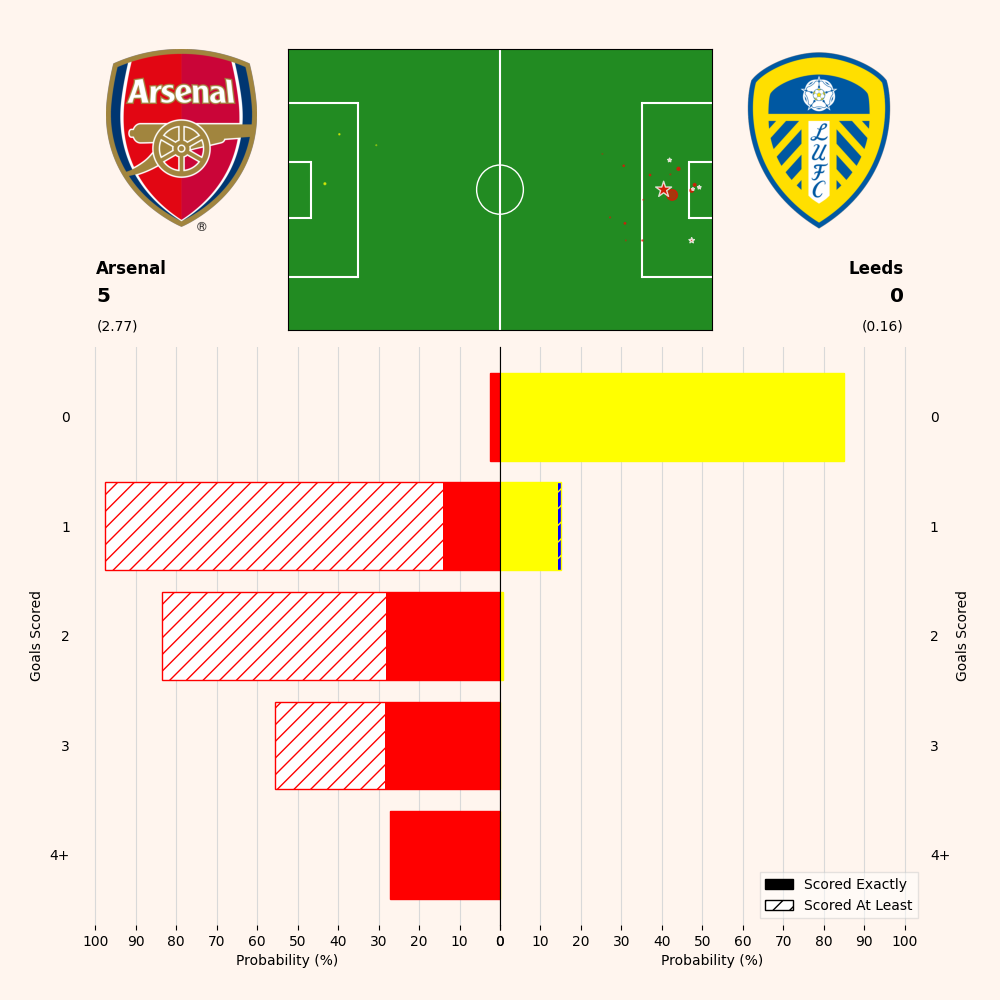 Arsenal
®
L
U
F
C
Arsenal
5
(2.77)
Leeds
0
(0.16)
Goals Scored
0
1
2
3
4+
0
1
2
3
4+
Goals Scored
Scored Exactly
Scored At Least
100 90 80 70 60 50 40 30 20 10 0
0 10 20 30 40 50 60 70 80 90 100
Probability (%)
Probability (%)